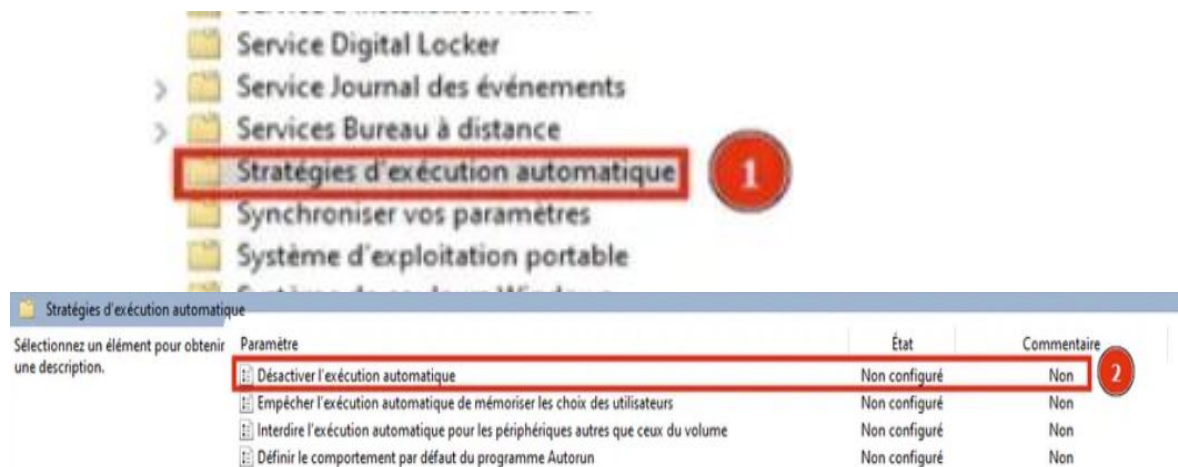 Service Digital Locker
Service Journal des événements
Services Bureau à distance
Stratégies d'exécution automatique
1
Synchroniser vos paramètres
Système d'exploitation portable
Stratégies d'exécution automatique
Sélectionnez un élément pour obtenir une description.
Paramètre État Commentaire
Désactiver l'exécution automatique Non configuré Non 2
Empêcher l'exécution automatique de mémoriser les choix des utilisateurs Non configuré Non
Interdire l'exécution automatique pour les périphériques autres que ceux du volume Non configuré Non
Définir le comportement par défaut du programme Autorun Non configuré Non